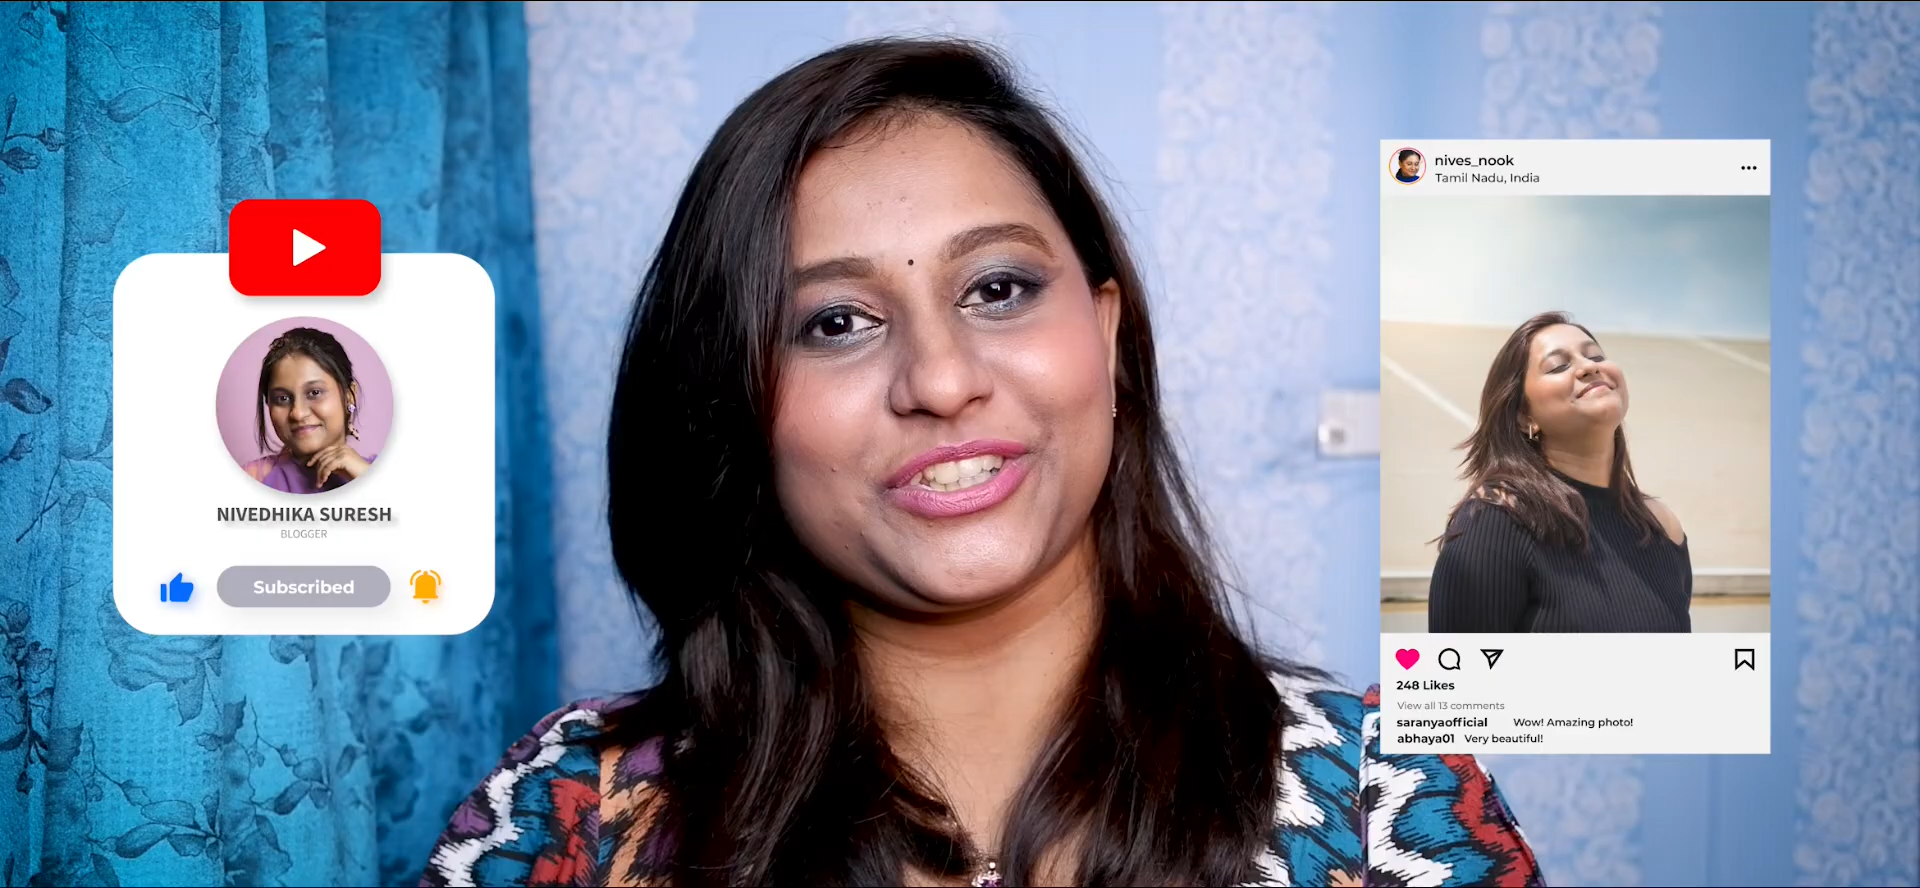 NIVEDHIKA SURESH
BLOGGER
Subscribed
nives_nook
Tamil Nadu, India
248 Likes
View all 13 comments
saranyaofficial Wow! Amazing photo!
abhaya01 Very beautiful!